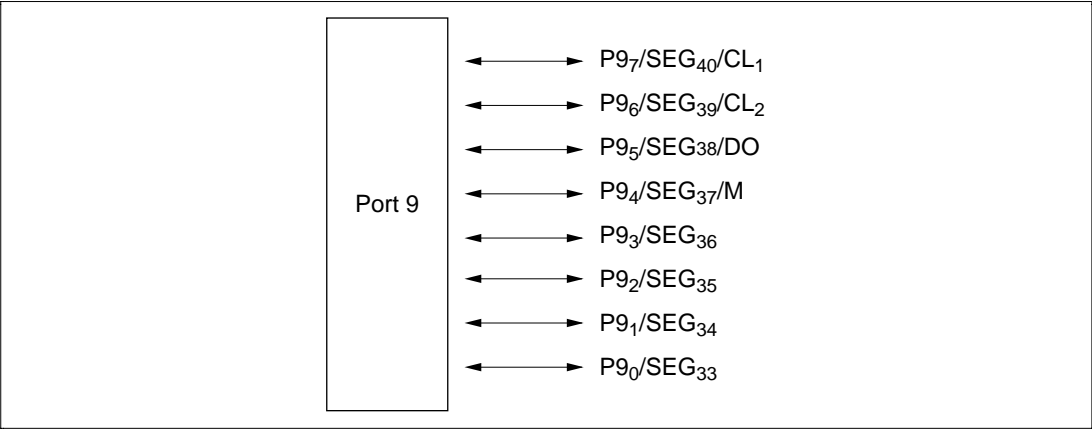 P9₇/SEG₄₀/CL₁
P9₆/SEG₃₉/CL₂
P9₅/SEG38/DO
P9₄/SEG₃₇/M
Port 9
P9₃/SEG₃₆
P9₂/SEG₃₅
P9₁/SEG₃₄
P9₀/SEG₃₃